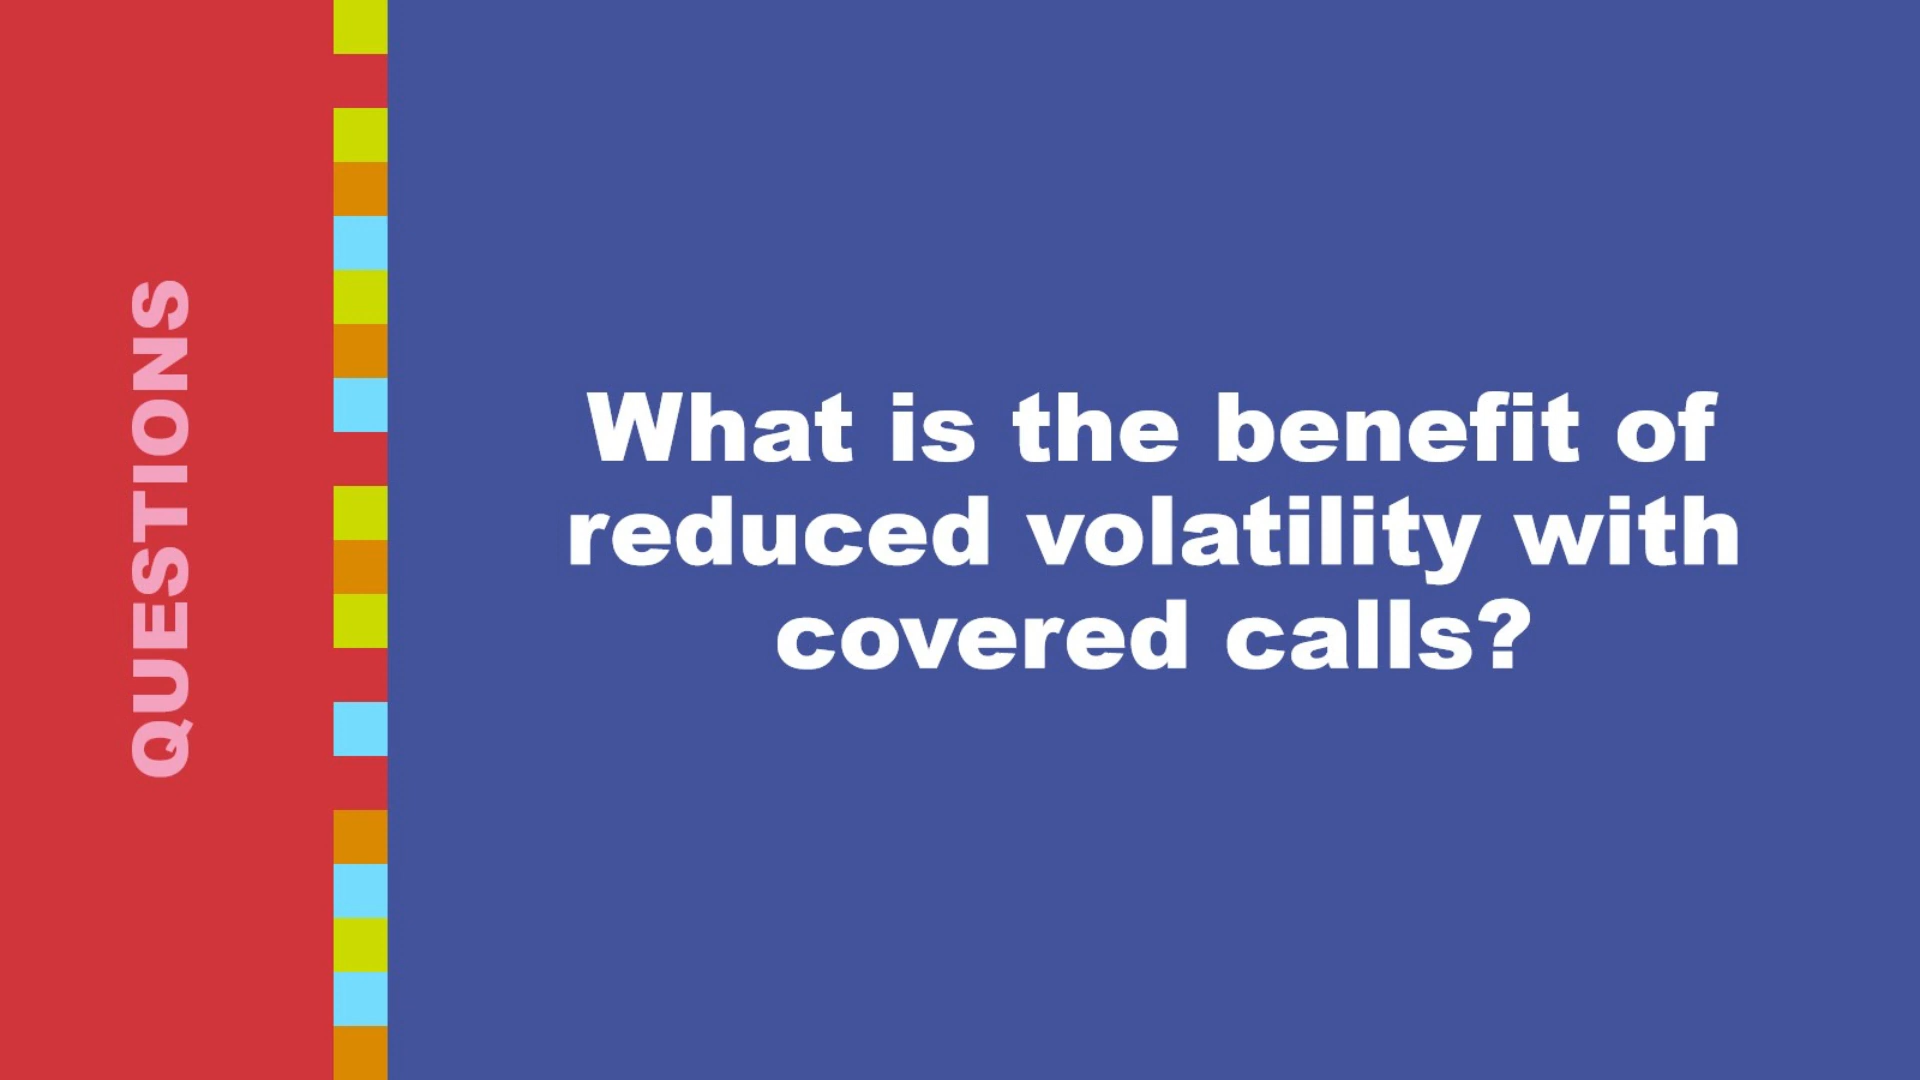 QUESTIONS
What is the benefit of
reduced volatility with
covered calls?